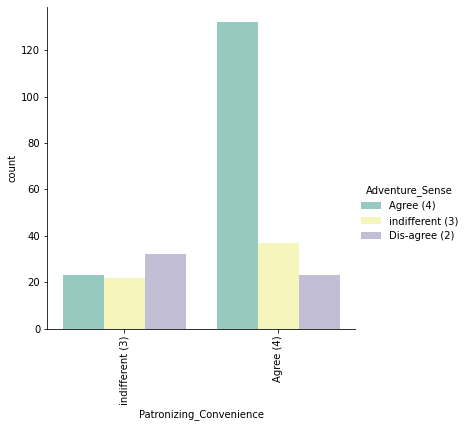 count
120
100
80
60
40
20
0
indifferent (3)
Agree (4)
Patronizing_Convenience
Adventure_Sense
Agree (4)
indifferent (3)
Dis-agree (2)